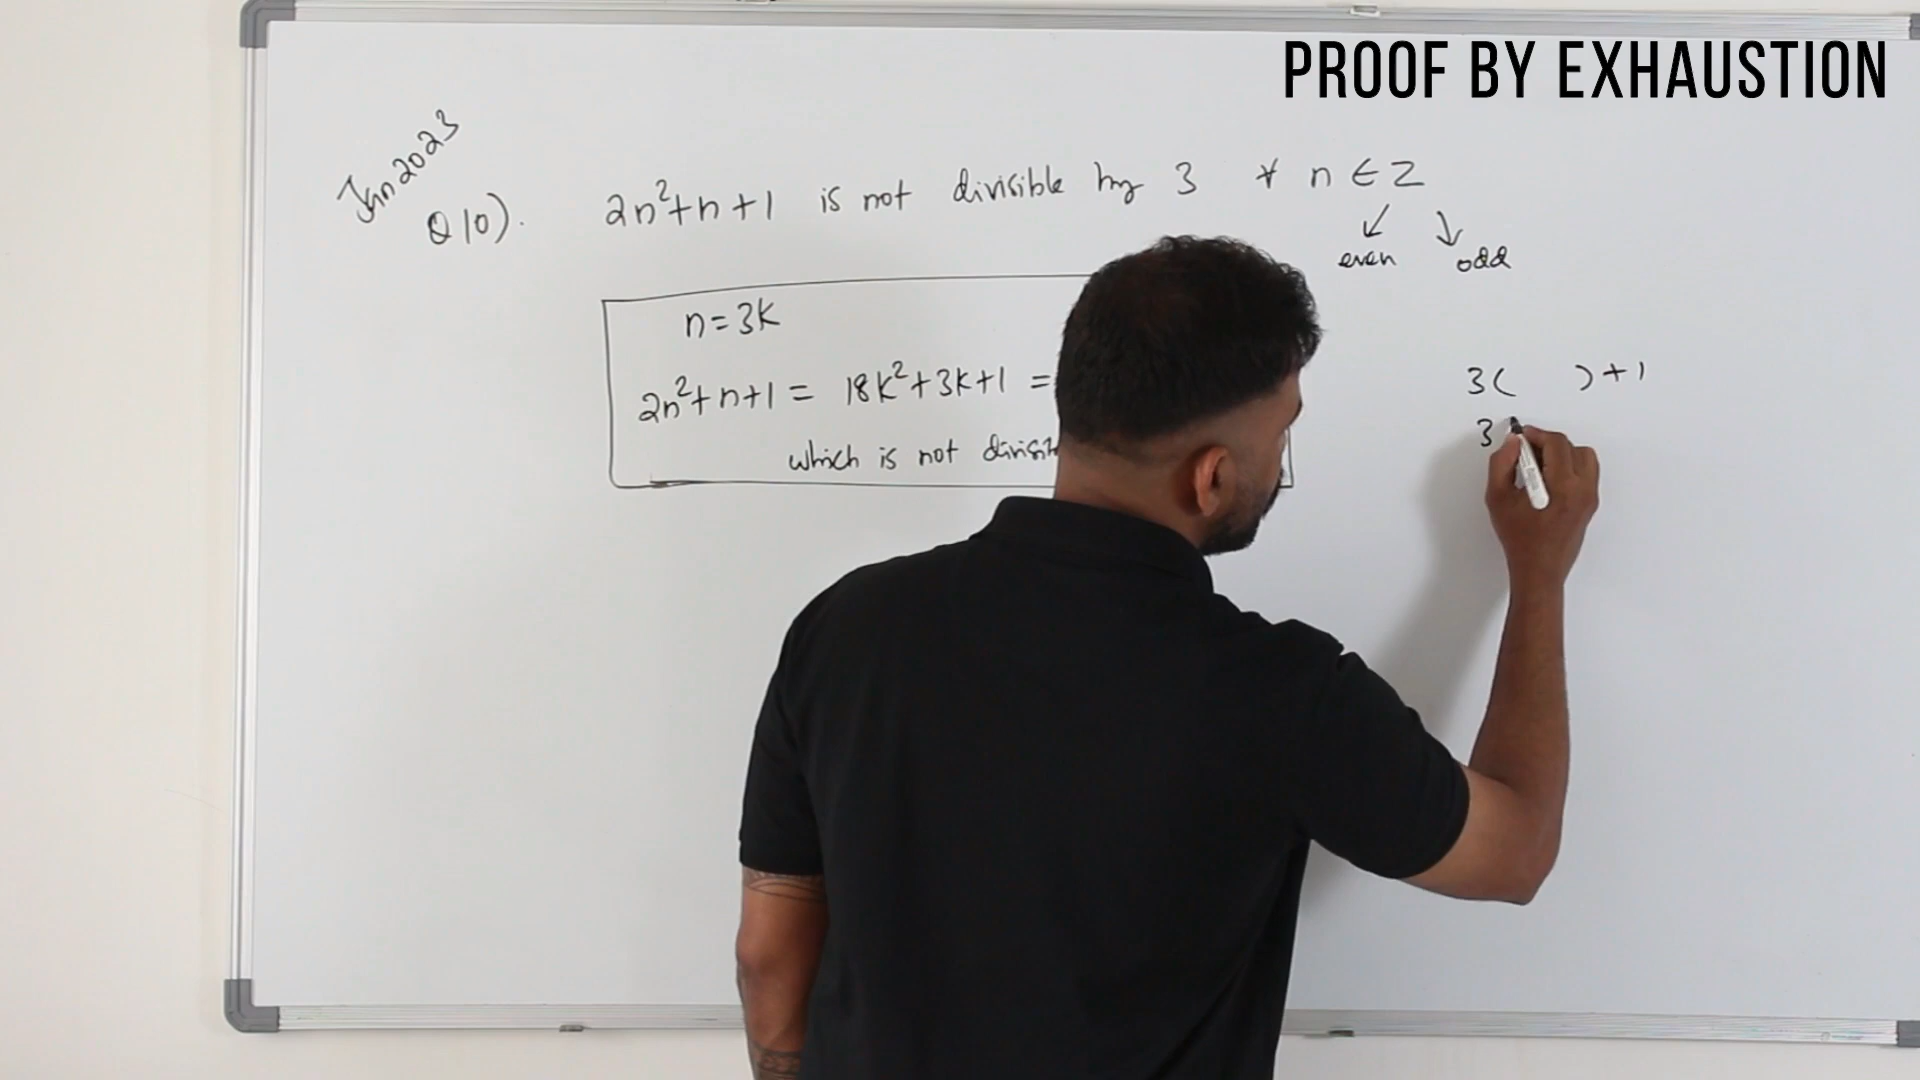 PROOF BY EXHAUSTION
Jan 2023
Q10). 2n²+n+1 is not divisible by 3 ∀ n ∈ Z
↙ ↘
even odd
n=3k
2n²+n+1 = 18k²+3k+1 =
which is not
3( )+1
3